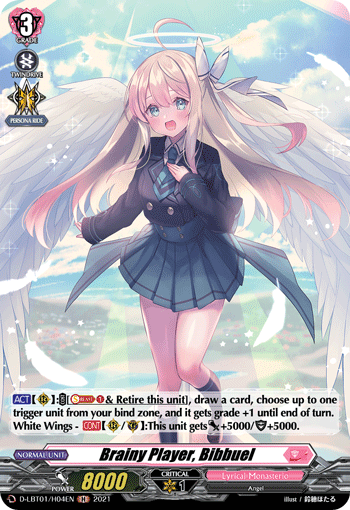 3
GRADE
TWINDRIVE
PERSONA RIDE
ACT【】:[ 1 & Retire this unit], draw a card, choose up to one
trigger unit from your bind zone, and it gets grade +1 until end of turn.
White Wings - CONT【/】:This unit gets +5000/+5000.
NORMAL UNIT
Brainy Player, Bibbuel
Lyrical Monasterio
Angel
POWER 8000
CRITICAL 1
D-LBT01/H04EN H 2021
Illust / 鈴穂ほたる